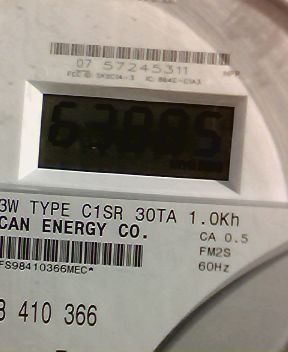 07 57245311
63005
3W TYPE C1SR 30TA 1.0Kh
CAN ENERGY CO.
CA 0.5
FM2S
60Hz
FS98410366MEC*
8 410 366